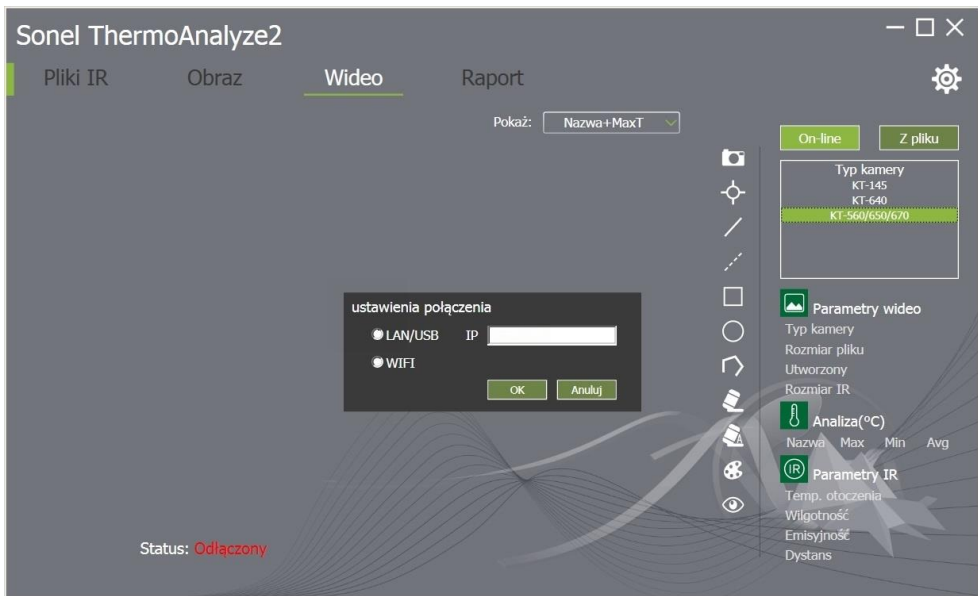 Sonel ThermoAnalyze2
Pliki IR Obraz Wideo Raport
Pokaż: Nazwa+MaxT
On-line Z pliku
Typ kamery
KT-145
KT-640
KT-560/650/670
ustawienia połączenia
LAN/USB IP
WIFI
OK Anuluj
Parametry wideo
Typ kamery
Rozmiar pliku
Utworzony
Rozmiar IR
Analiza(°C)
Nazwa Max Min Avg
IR Parametry IR
Temp. otoczenia
Wilgotność
Emisyjność
Dystans
Status: Odłączony